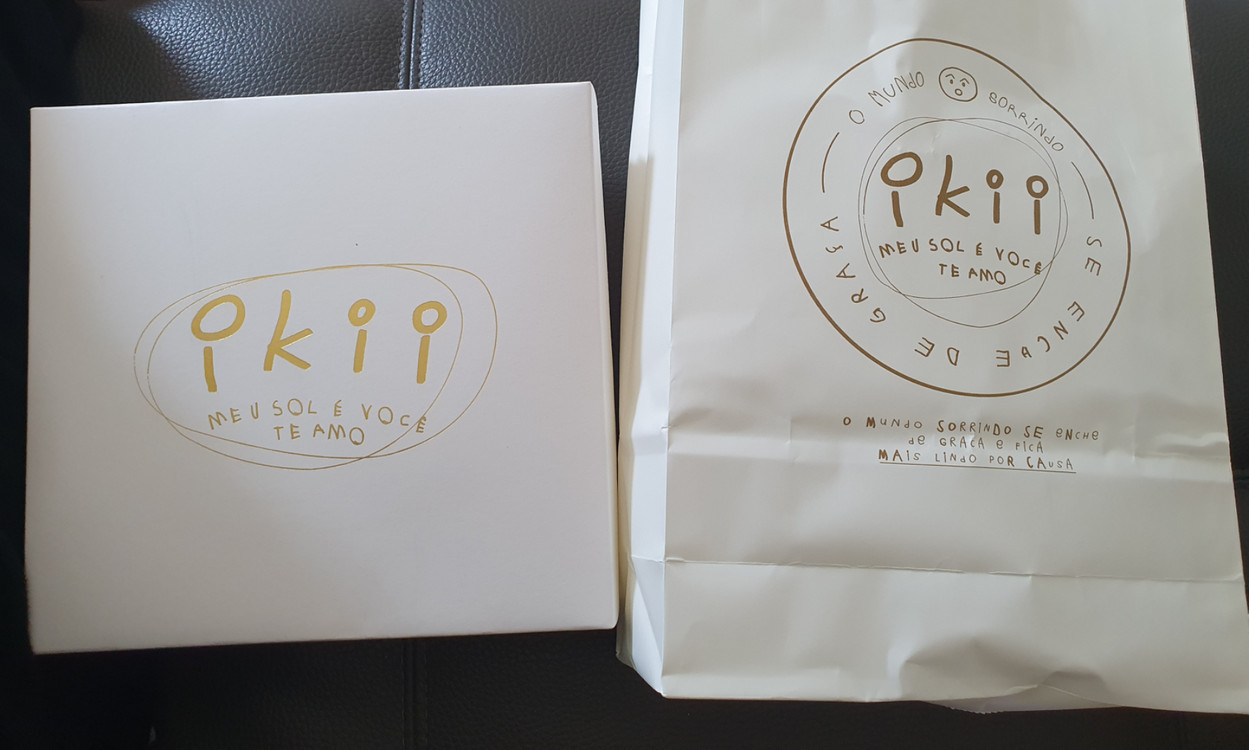 ikii
MEU SOL É VOCÊ
TE AMO
O MUNDO SORRINDO — SE ENCHE DE GRAÇA —
ikii
MEU SOL É VOCÊ
TE AMO
O MUNdO SORRINDO SE eNCHe
de GRACA e FICA
MAIS LINdO POR CAUSA